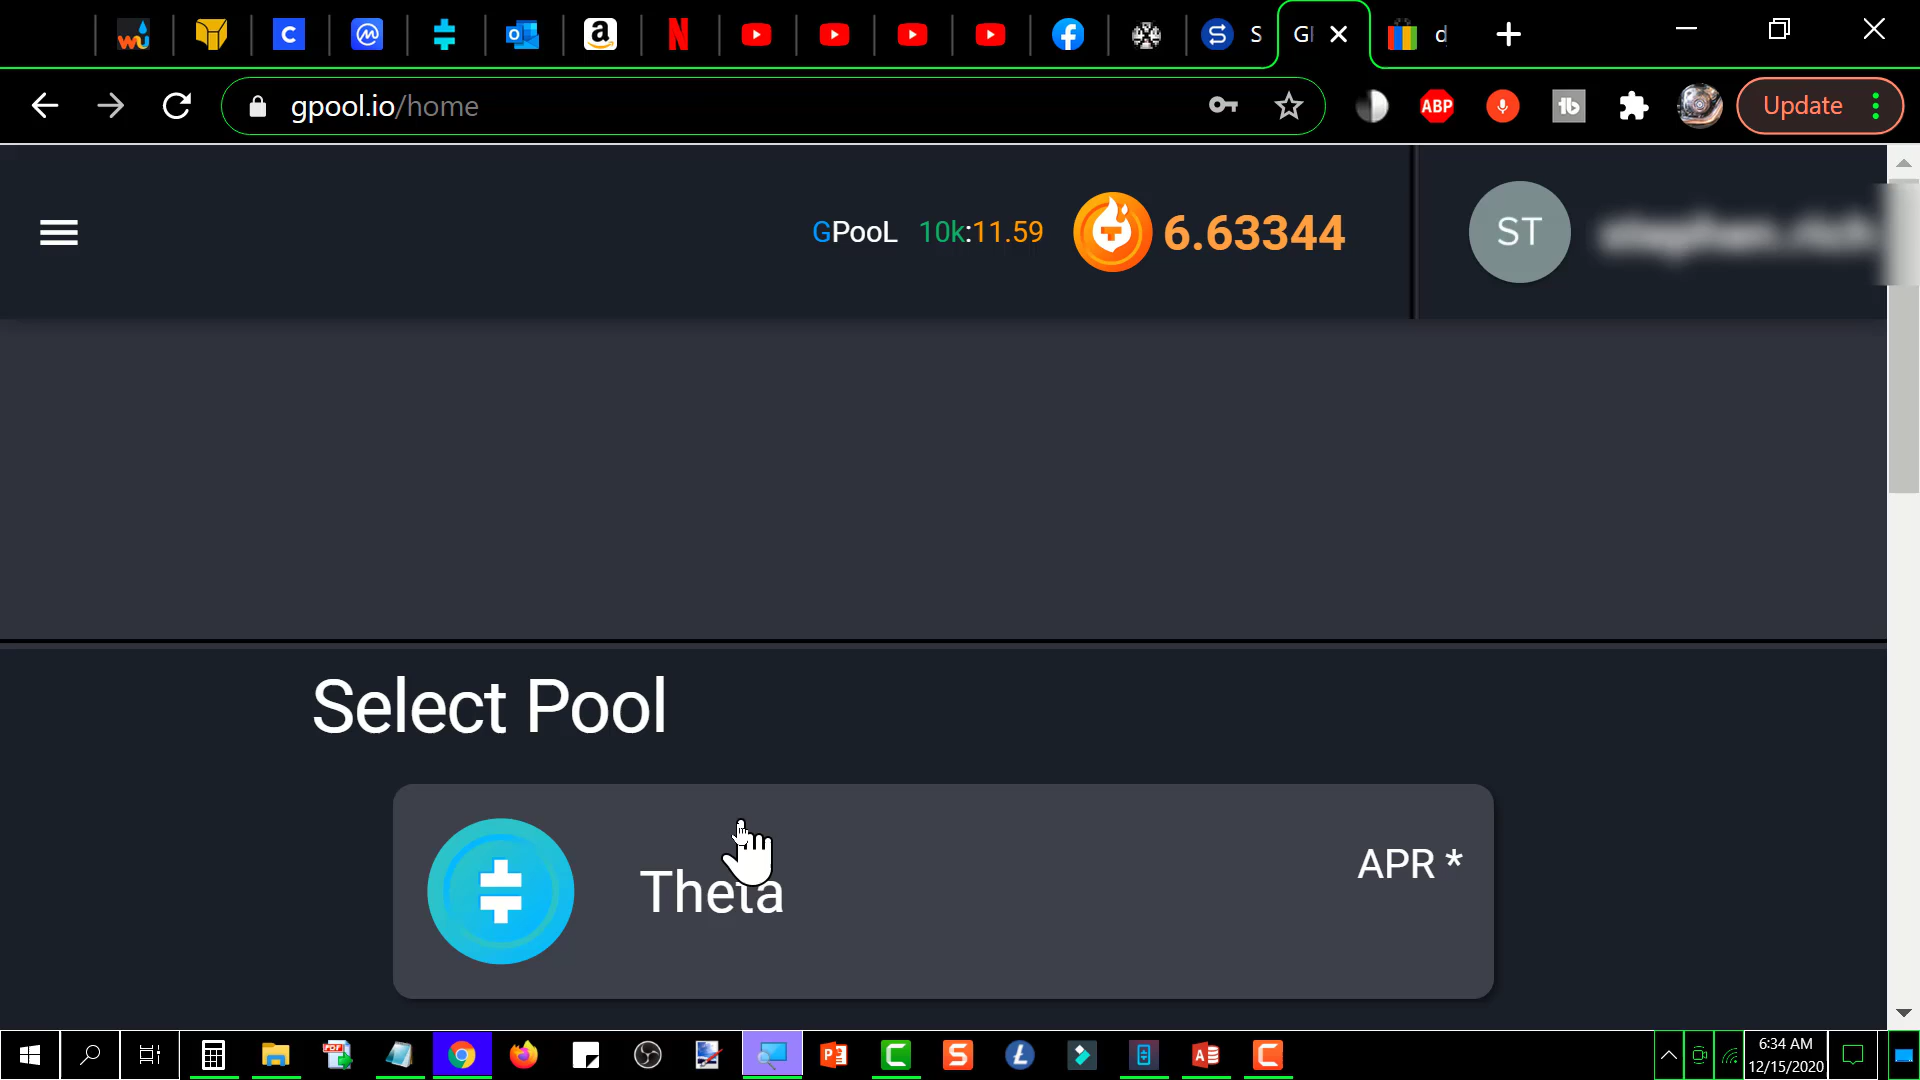 S
G
d
gpool.io/home
ABP
Update
GPooL 10k:11.59 6.63344
ST
Select Pool
Theta
APR *
6:34 AM
12/15/2020